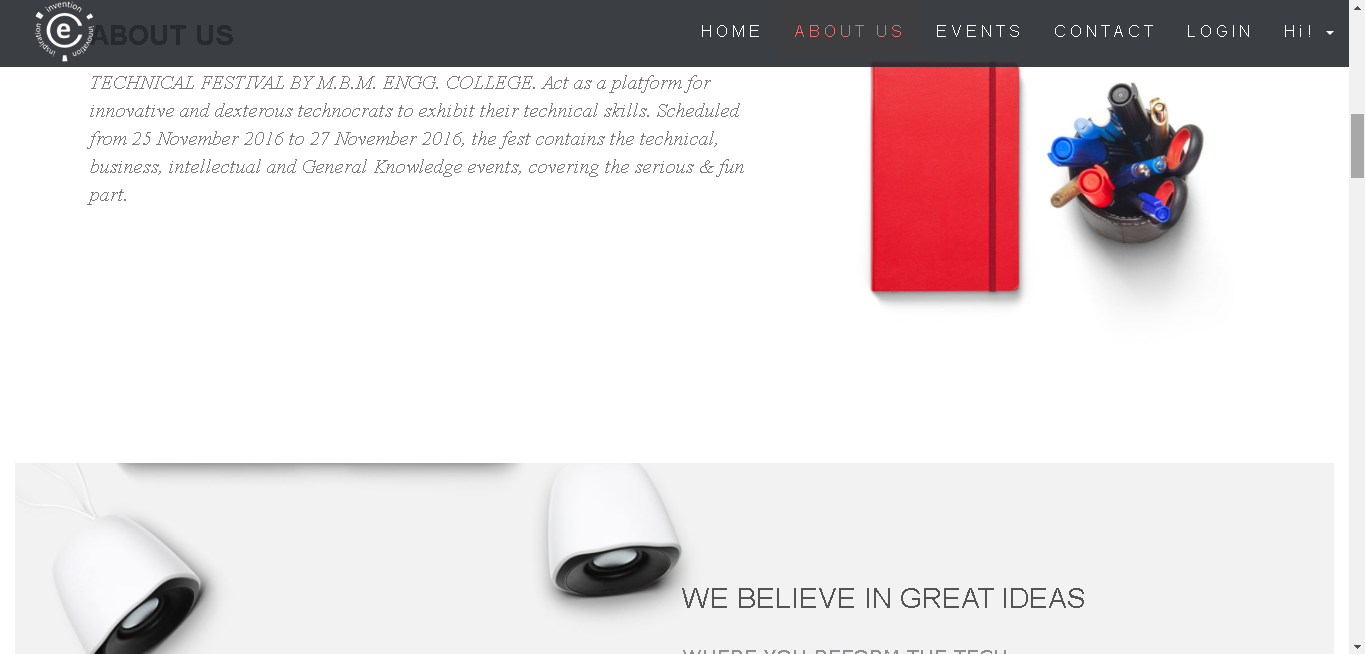 invention
innovation
inspiration
e
ABOUT US
HOME ABOUT US EVENTS CONTACT LOGIN Hi!
TECHNICAL FESTIVAL BY M.B.M. ENGG. COLLEGE. Act as a platform for
innovative and dexterous technocrats to exhibit their technical skills. Scheduled
from 25 November 2016 to 27 November 2016, the fest contains the technical,
business, intellectual and General Knowledge events, covering the serious & fun
part.
WE BELIEVE IN GREAT IDEAS
WHERE YOU REFORM THE TECH